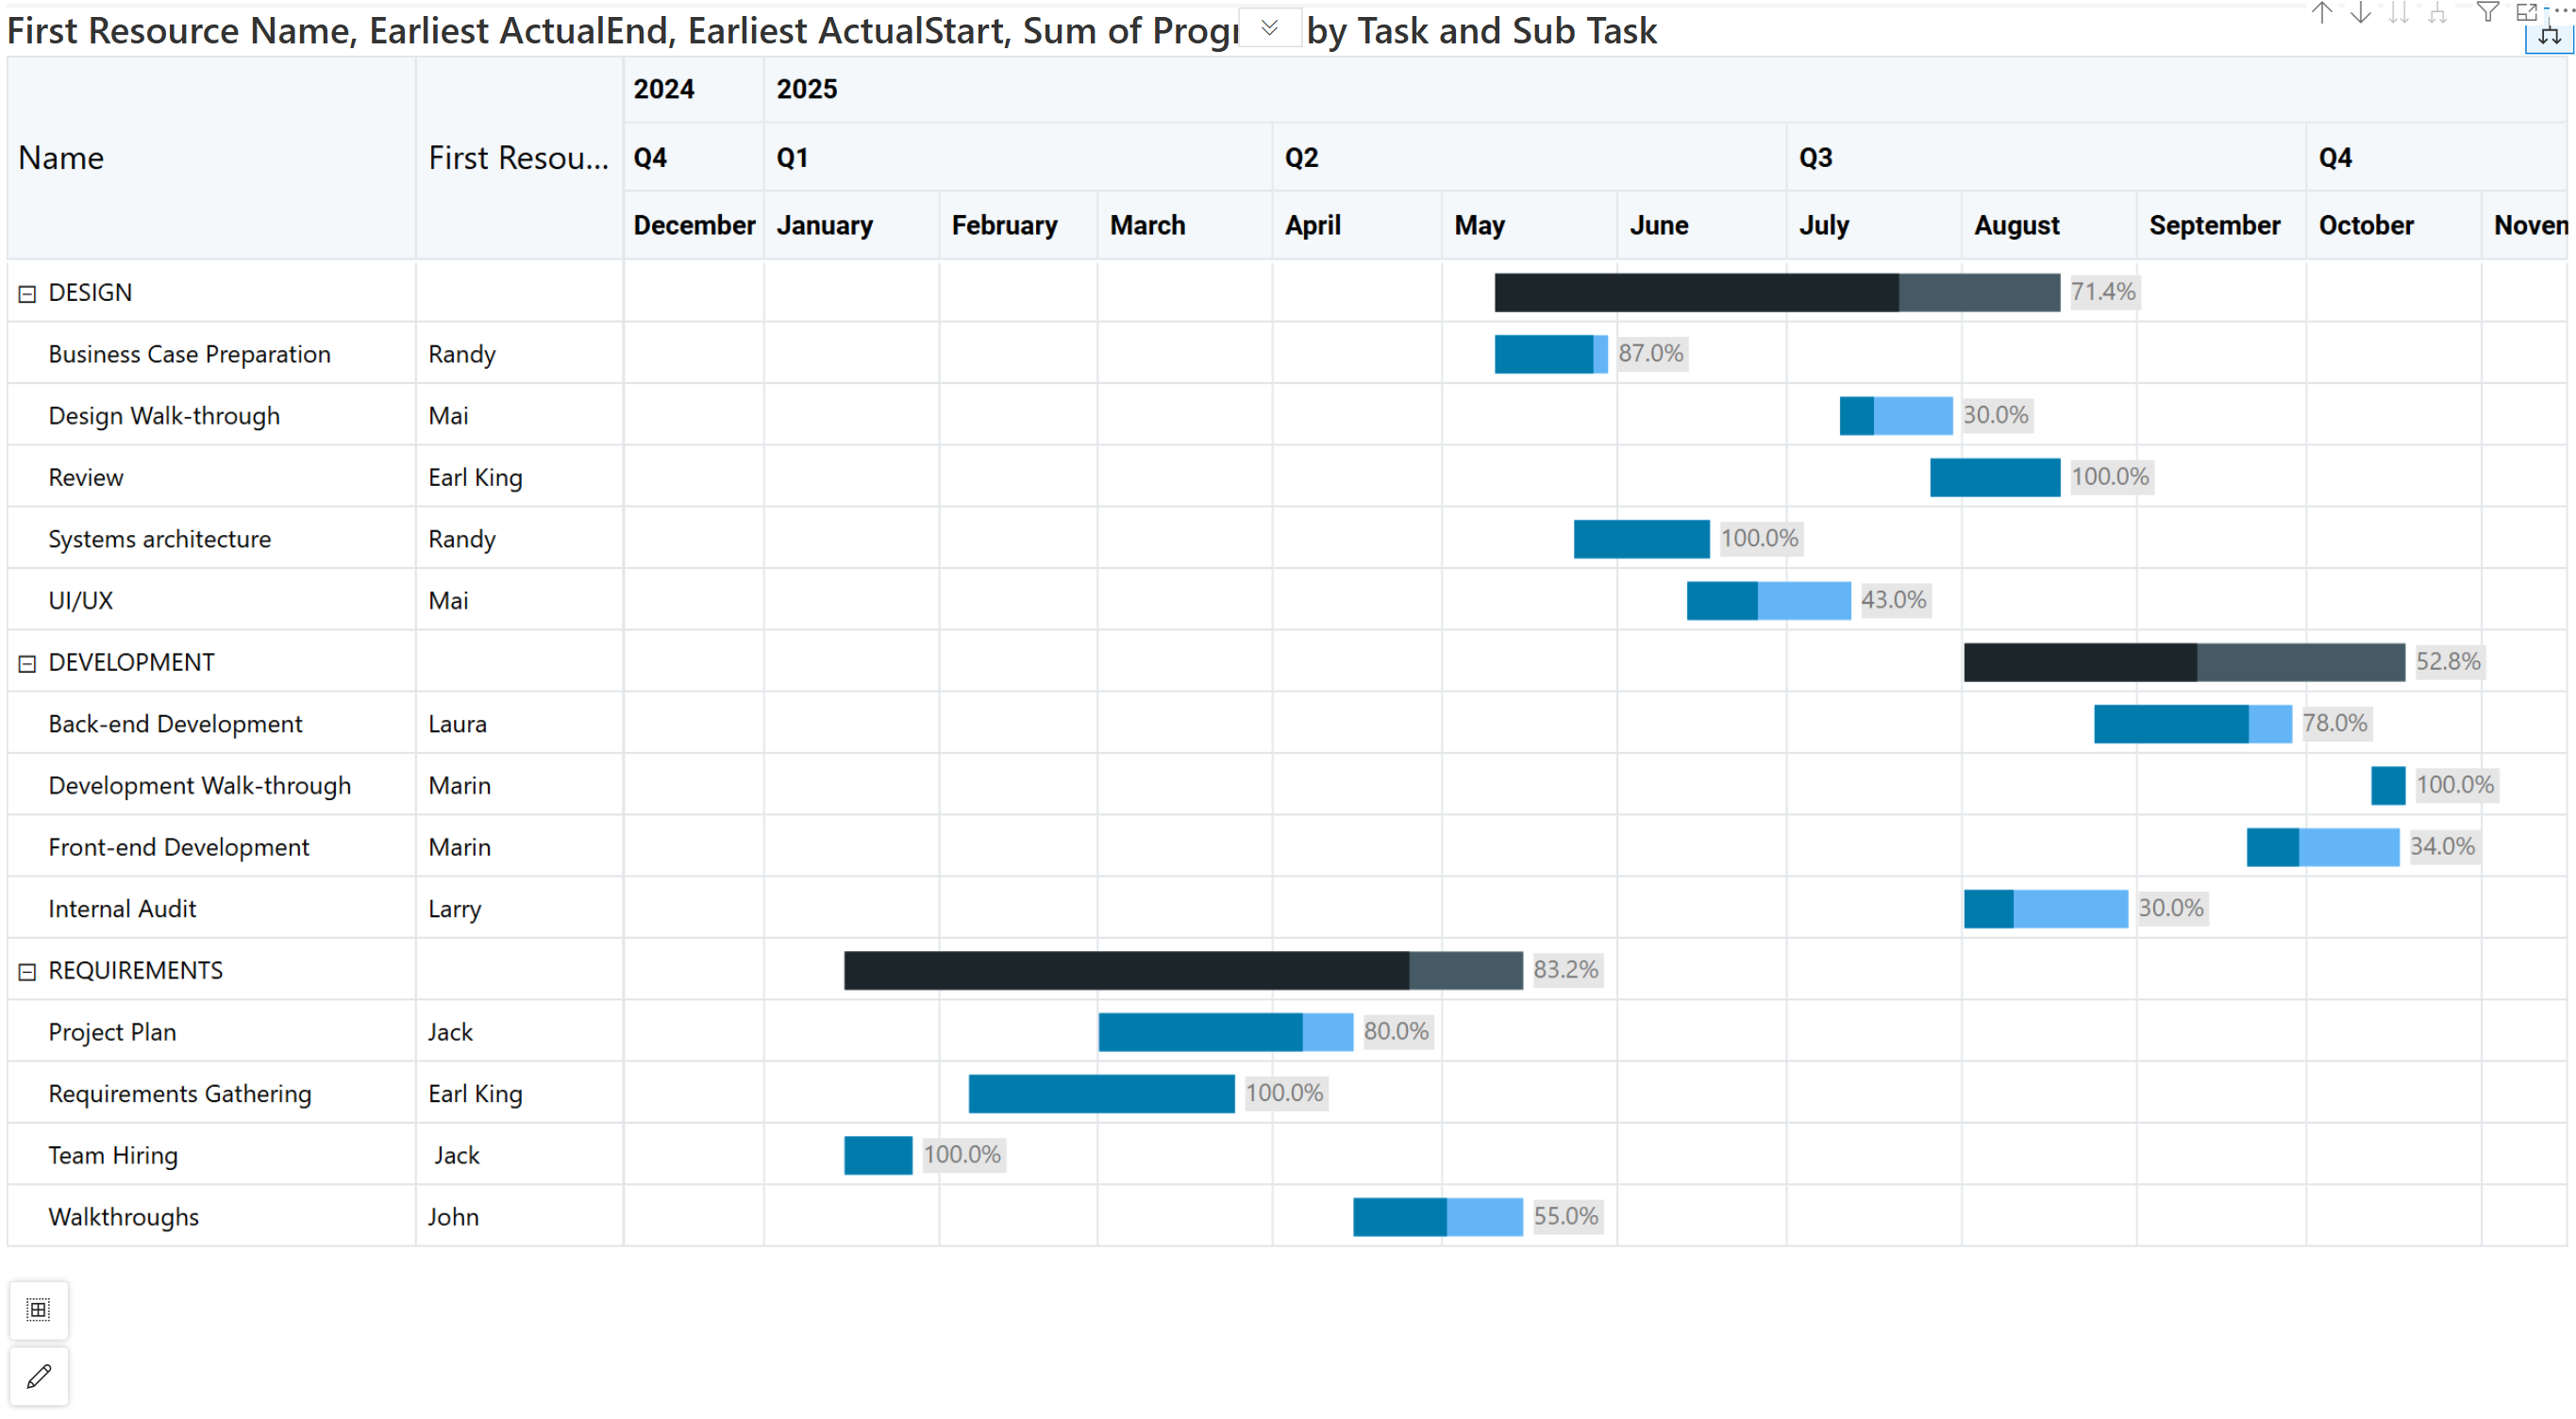 First Resource Name, Earliest ActualEnd, Earliest ActualStart, Sum of by Task and Sub Task
Name First Resou... 2024 2025
Q4 Q1 Q2 Q3 Q4
December January February March April May June July August September October
DESIGN 71.4%
Business Case Preparation Randy 87.0%
Design Walk-through Mai 30.0%
Review Earl King 100.0%
Systems architecture Randy 100.0%
UI/UX Mai 43.0%
DEVELOPMENT 52.8%
Back-end Development Laura 78.0%
Development Walk-through Marin 100.0%
Front-end Development Marin 34.0%
Internal Audit Larry 30.0%
REQUIREMENTS 83.2%
Project Plan Jack 80.0%
Requirements Gathering Earl King 100.0%
Team Hiring Jack 100.0%
Walkthroughs John 55.0%